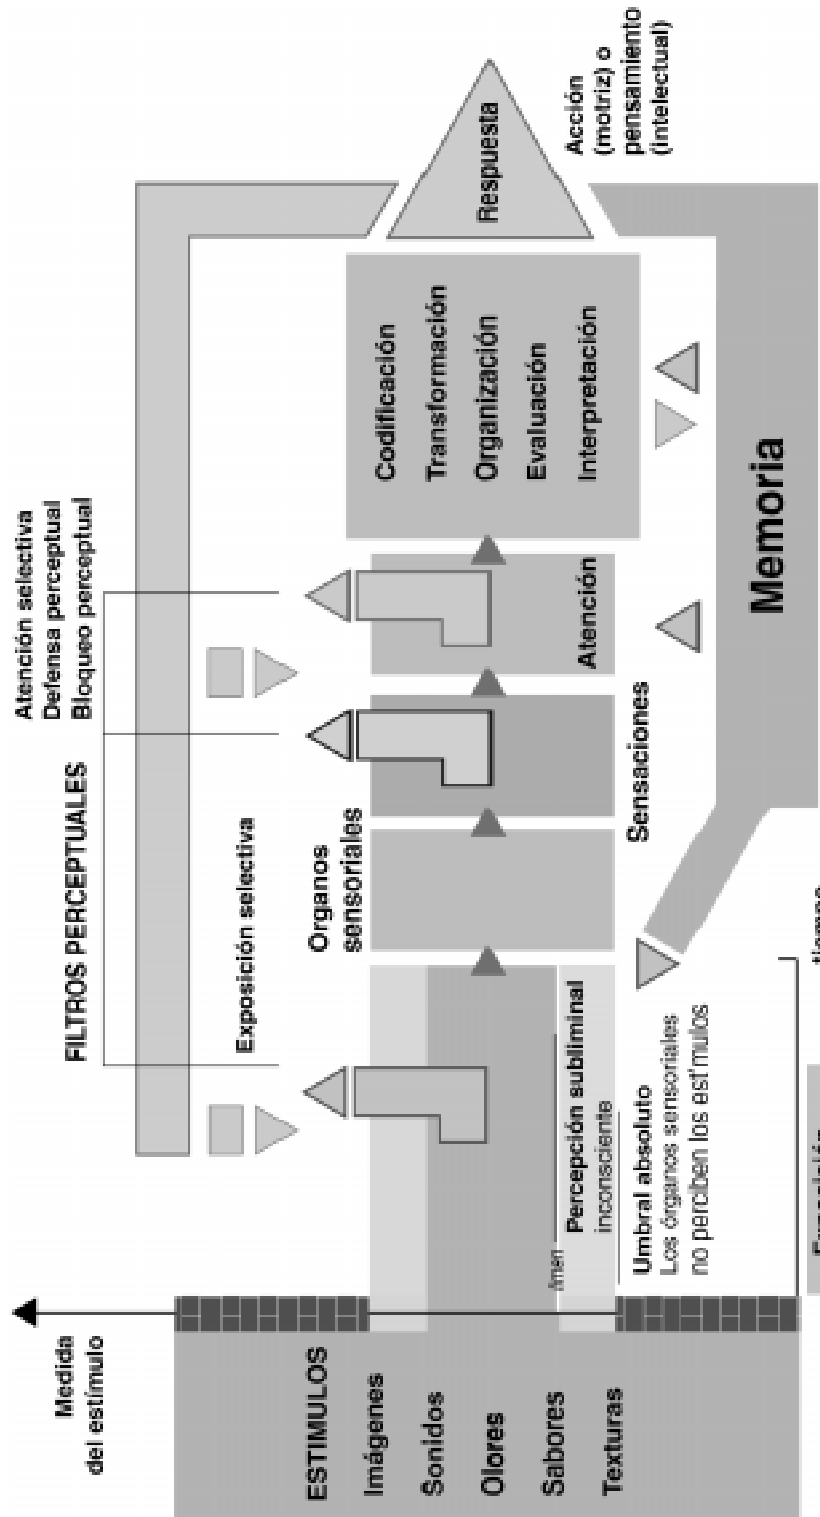 Medida
del estímulo
ESTIMULOS
Imágenes
Sonidos
Olores
Sabores
Texturas
FILTROS PERCEPTUALES
Atención selectiva
Defensa perceptual
Bloqueo perceptual
Exposición selectiva
Organos
sensoriales
limen
Percepción subliminal
inconsciente
Umbral absoluto
Los órganos sensoriales
no perciben los estímulos
Sensaciones
Atención
Codificación
Transformación
Organización
Evaluación
Interpretación
Respuesta
Acción
(motriz) o
pensamiento
(intelectual)
Memoria